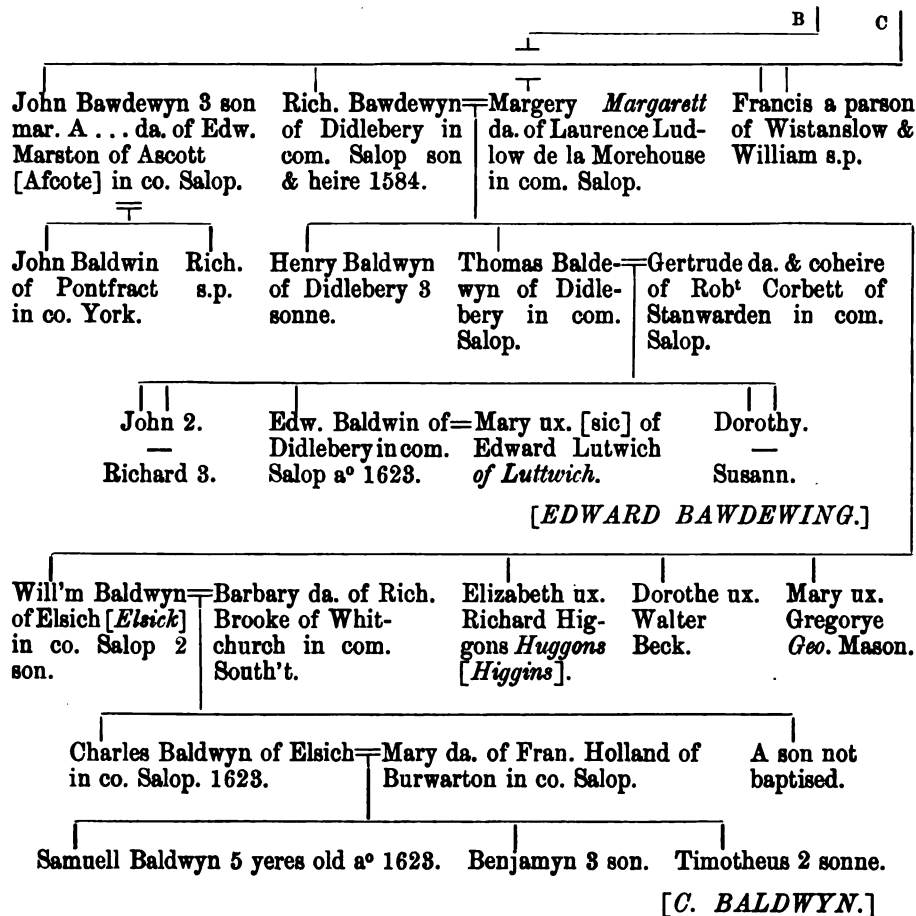 B
C
John Bawdewyn 3 son
mar. A . . . da. of Edw.
Marston of Ascott
[Afcote] in co. Salop.
Rich. Bawdewyn
of Didlebery in
com. Salop son
& heire 1584.
Margery Margarett
da. of Laurence Lud-
low de la Morehouse
in com. Salop.
Francis a parson
of Wistanslow &
William s.p.
John Baldwin
of Pontfract
in co. York.
Rich.
s.p.
Henry Baldwyn
of Didlebery 3
sonne.
Thomas Balde-
wyn of Didle-
bery in com.
Salop.
Gertrude da. & coheire
of Robt Corbett of
Stanwarden in com.
Salop.
John 2.
—
Richard 3.
Edw. Baldwin of
Didlebery in com.
Salop ao 1623.
Mary ux. [sic] of
Edward Lutwich
of Luttwich.
Dorothy.
—
Susann.
[EDWARD BAWDEWING.]
Will'm Baldwyn
of Elsich [Elsick]
in co. Salop 2
son.
Barbary da. of Rich.
Brooke of Whit-
church in com.
South't.
Elizabeth ux.
Richard Hig-
gons Huggons
[Higgins].
Dorothe ux.
Walter
Beck.
Mary ux.
Gregorye
Geo. Mason.
Charles Baldwyn of Elsich
in co. Salop. 1623.
Mary da. of Fran. Holland of
Burwarton in co. Salop.
A son not
baptised.
Samuell Baldwyn 5 yeres old ao 1623.
Benjamyn 3 son.
Timotheus 2 sonne.
[C. BALDWYN.]